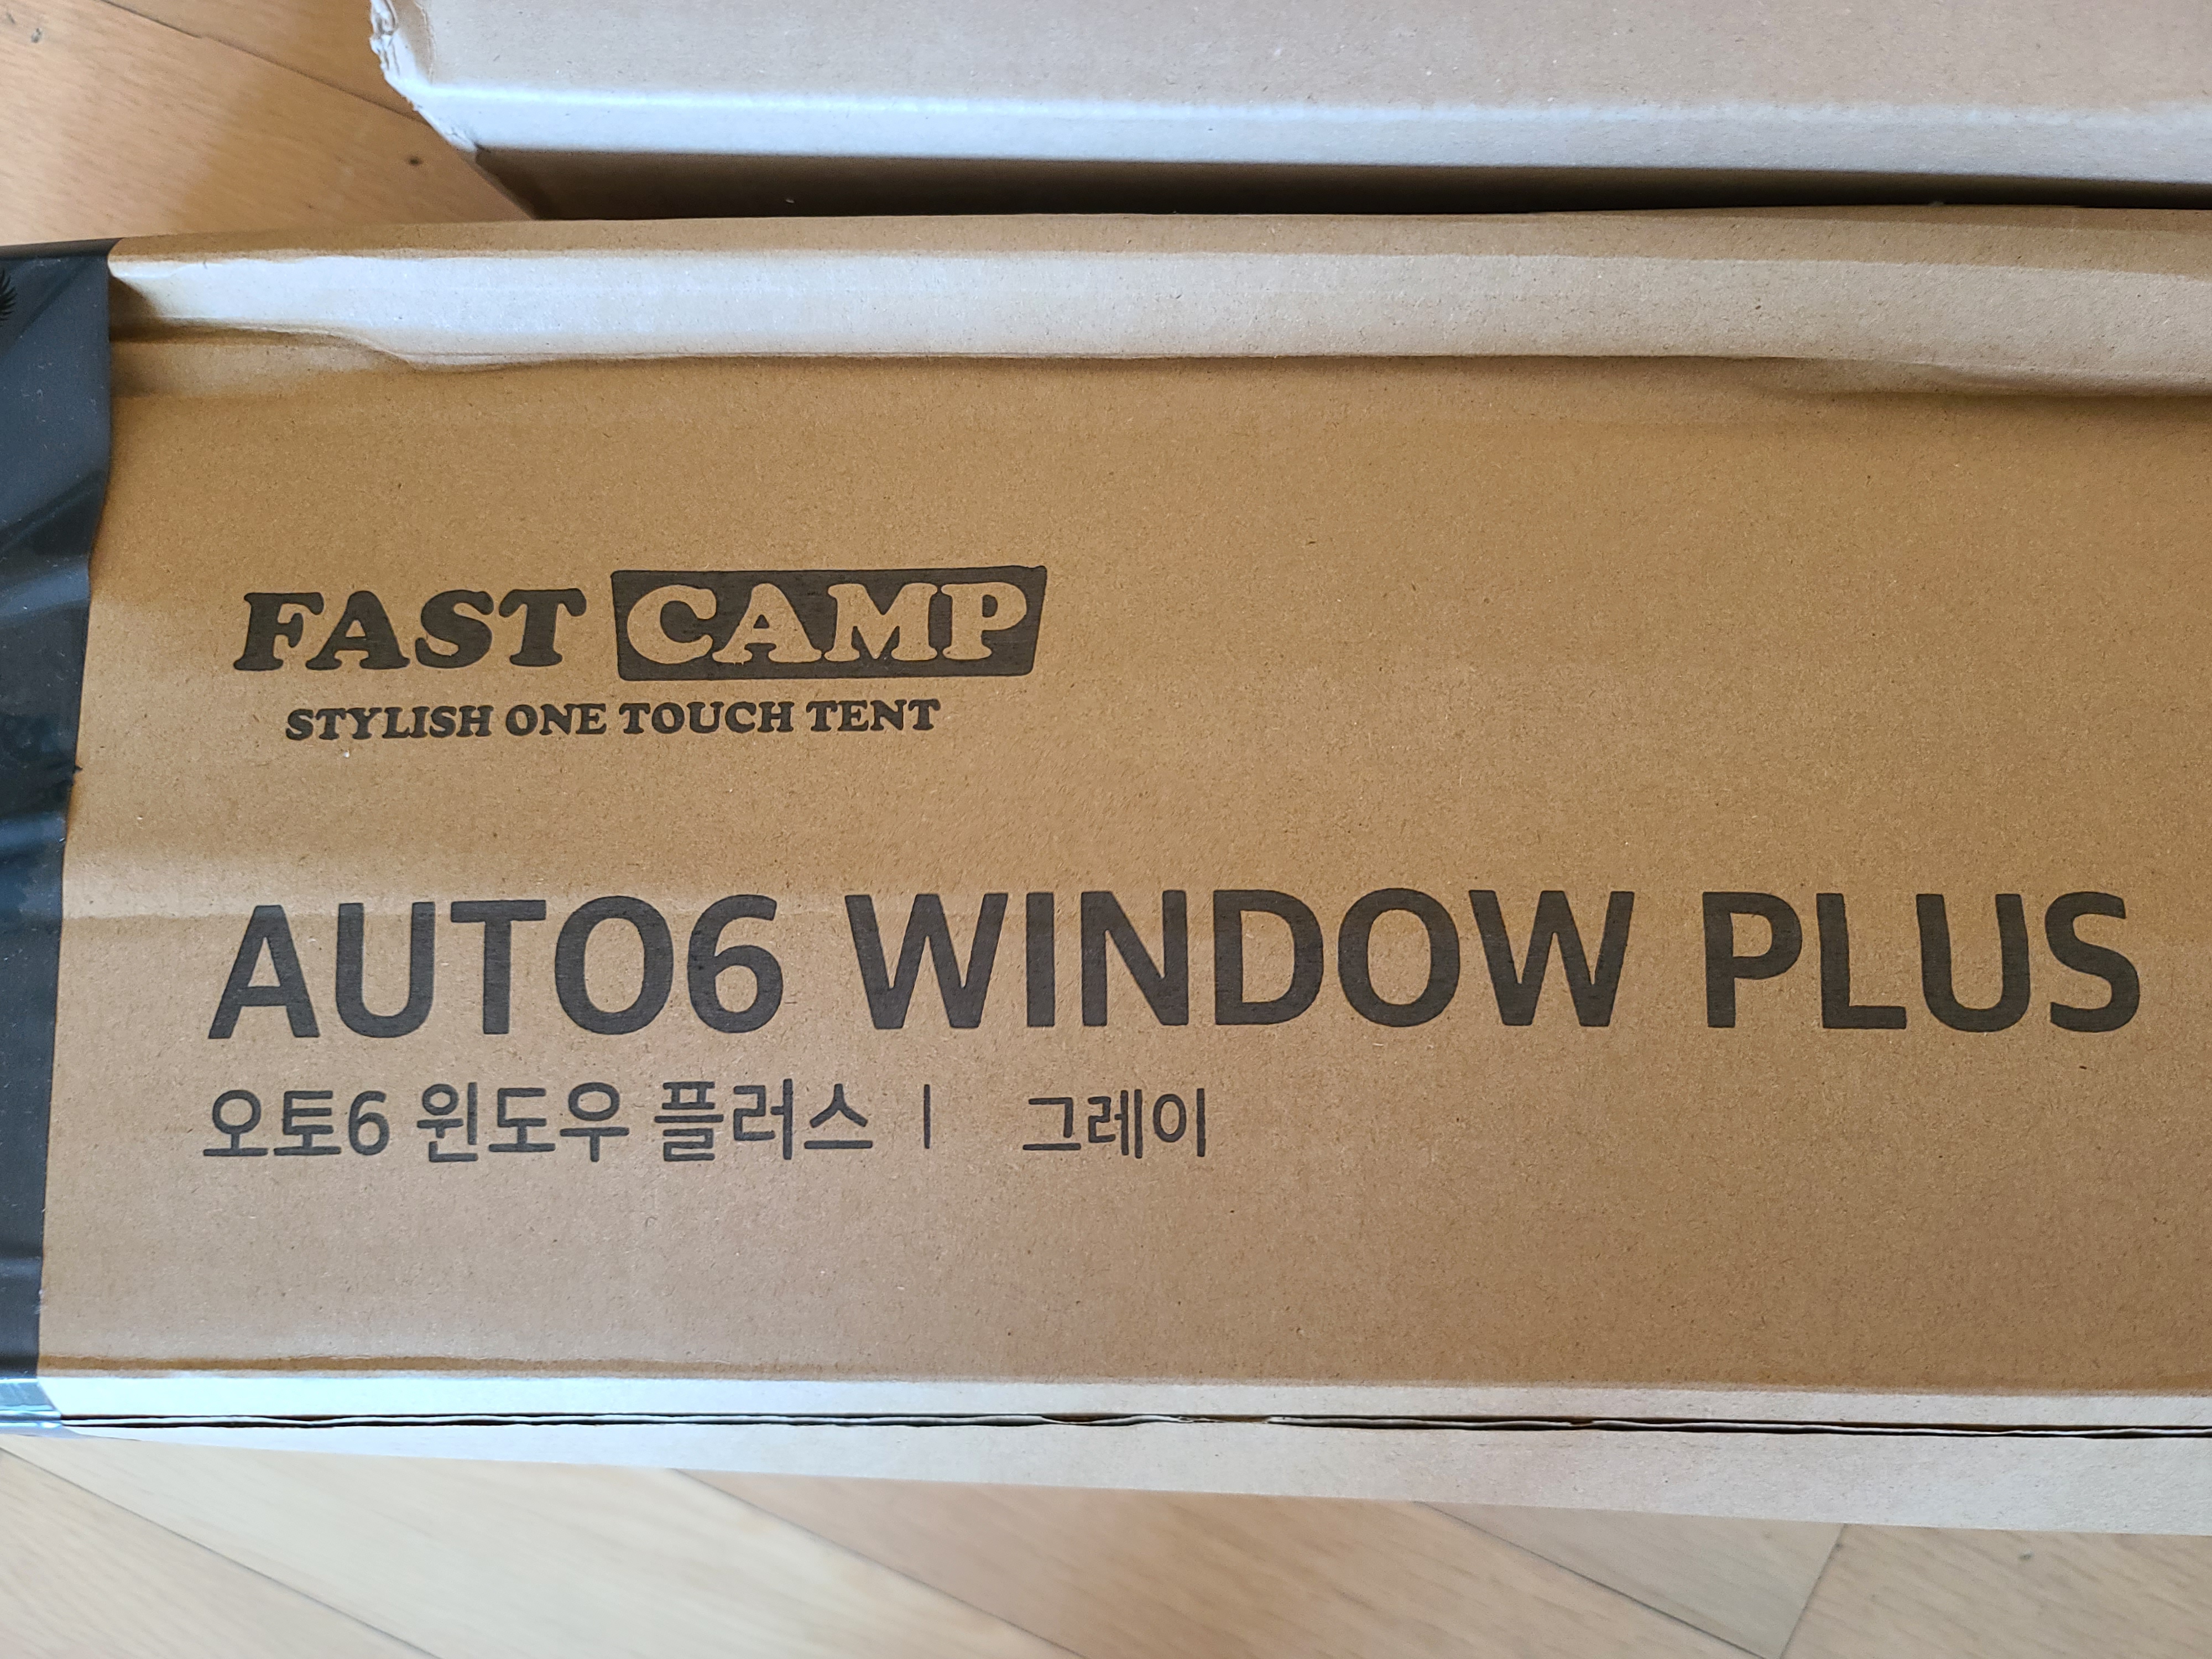 FAST CAMP
STYLISH ONE TOUCH TENT
AUTO6 WINDOW PLUS
오토6 윈도우 플러스 | 그레이